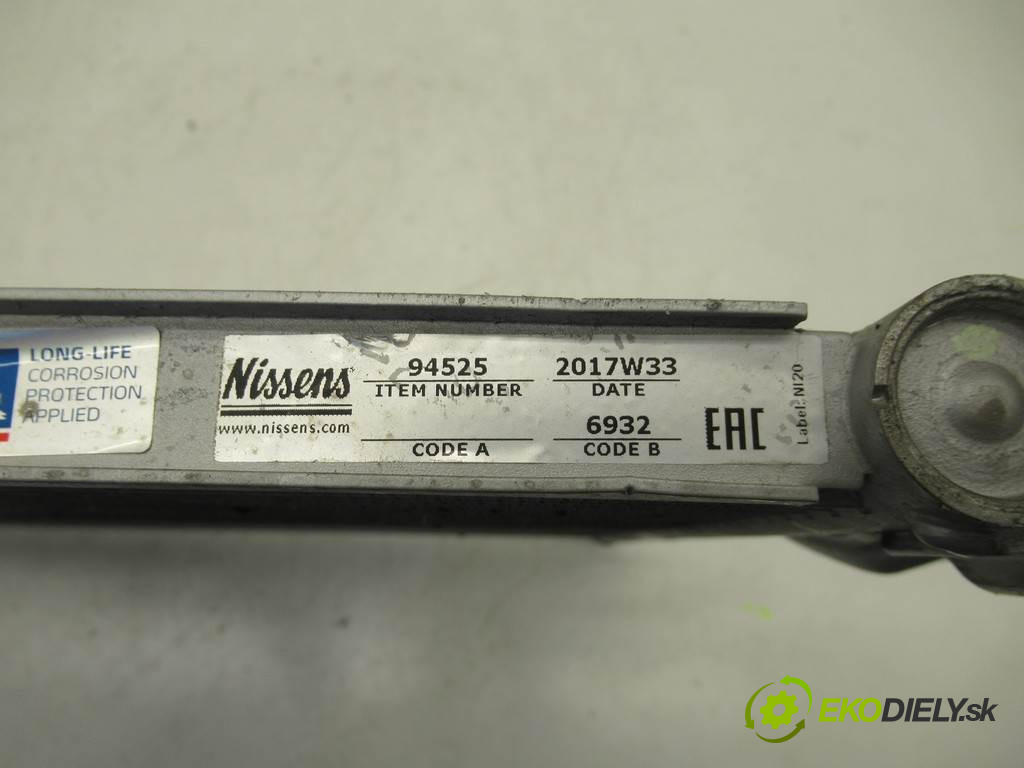 LONG-LIFE
CORROSION
PROTECTION
APPLIED
Nissens
www.nissens.com
94525
ITEM NUMBER
CODE A
2017W33
DATE
6932
CODE B
EAC
Label: NI20
EKODIELY.sk